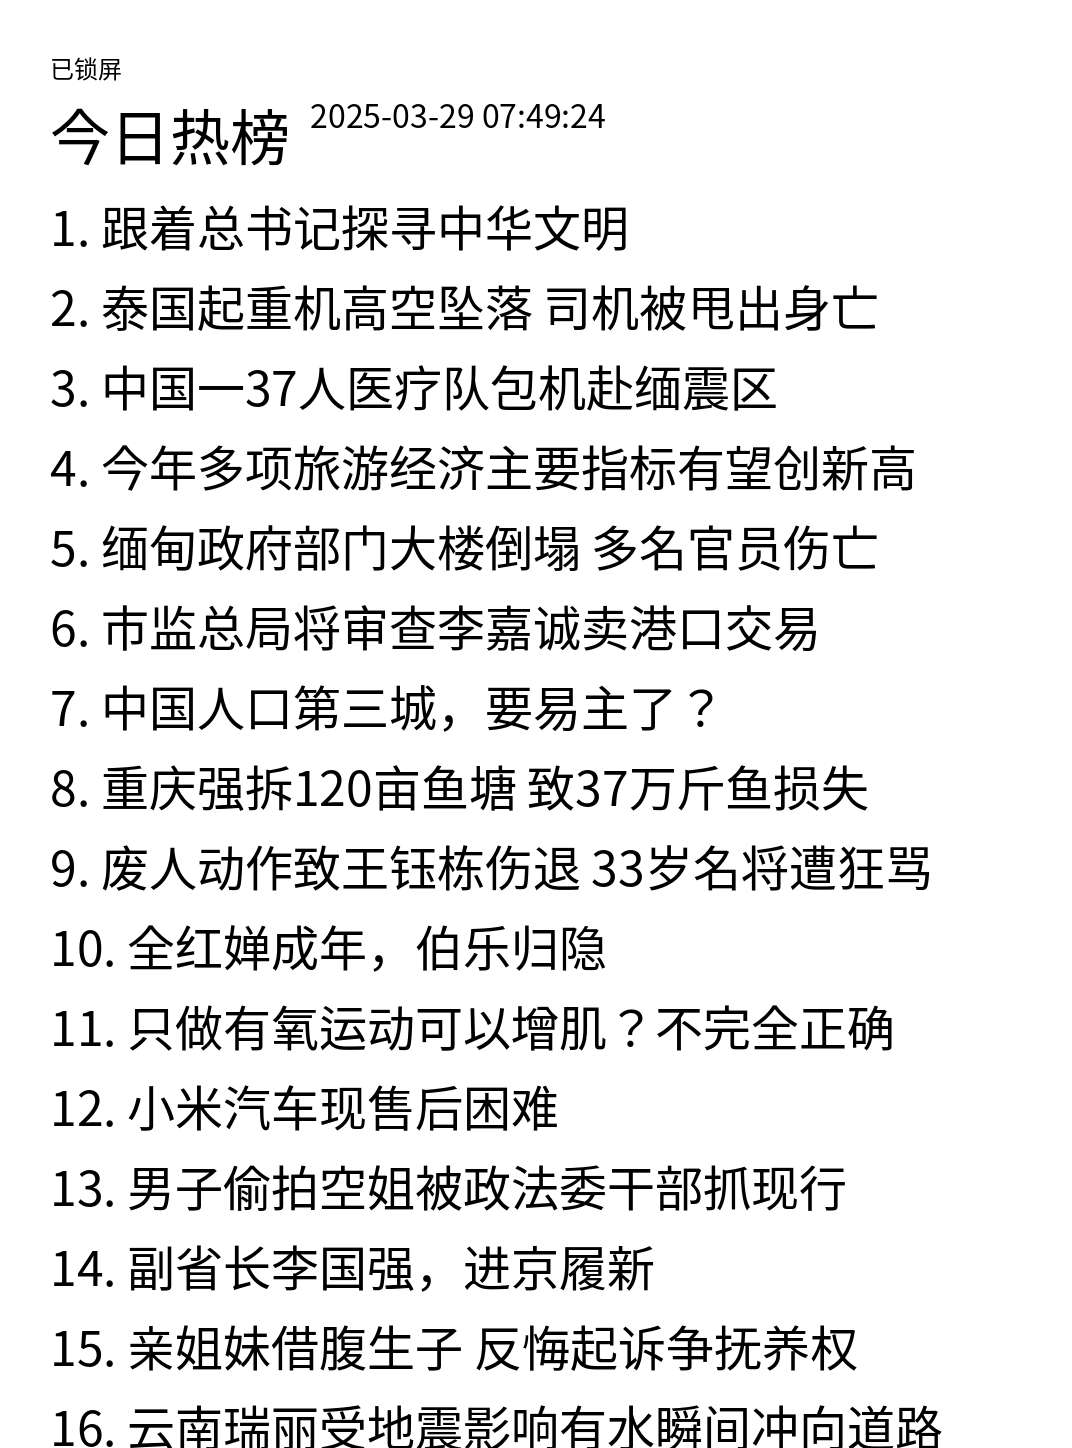 已锁屏
今日热榜 2025-03-29 07:49:24
1. 跟着总书记探寻中华文明
2. 泰国起重机高空坠落 司机被甩出身亡
3. 中国一37人医疗队包机赴缅震区
4. 今年多项旅游经济主要指标有望创新高
5. 缅甸政府部门大楼倒塌 多名官员伤亡
6. 市监总局将审查李嘉诚卖港口交易
7. 中国人口第三城，要易主了？
8. 重庆强拆120亩鱼塘 致37万斤鱼损失
9. 废人动作致王钰栋伤退 33岁名将遭狂骂
10. 全红婵成年，伯乐归隐
11. 只做有氧运动可以增肌？不完全正确
12. 小米汽车现售后困难
13. 男子偷拍空姐被政法委干部抓现行
14. 副省长李国强，进京履新
15. 亲姐妹借腹生子 反悔起诉争抚养权
16. 云南瑞丽受地震影响有水瞬间冲向道路